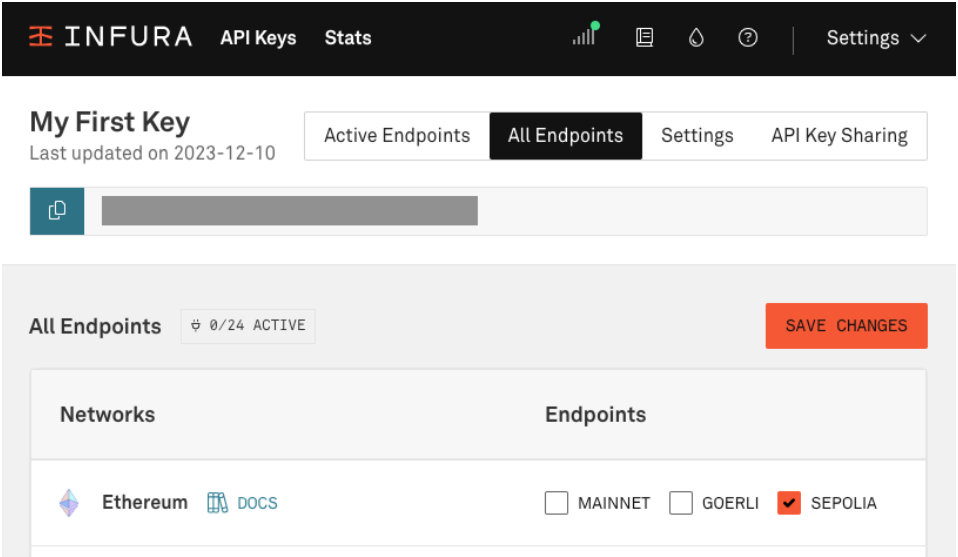 INFURA API Keys Stats Settings
My First Key
Last updated on 2023-12-10
Active Endpoints All Endpoints Settings API Key Sharing
All Endpoints 0/24 ACTIVE SAVE CHANGES
Networks Endpoints
Ethereum DOCS MAINNET GOERLI SEPOLIA